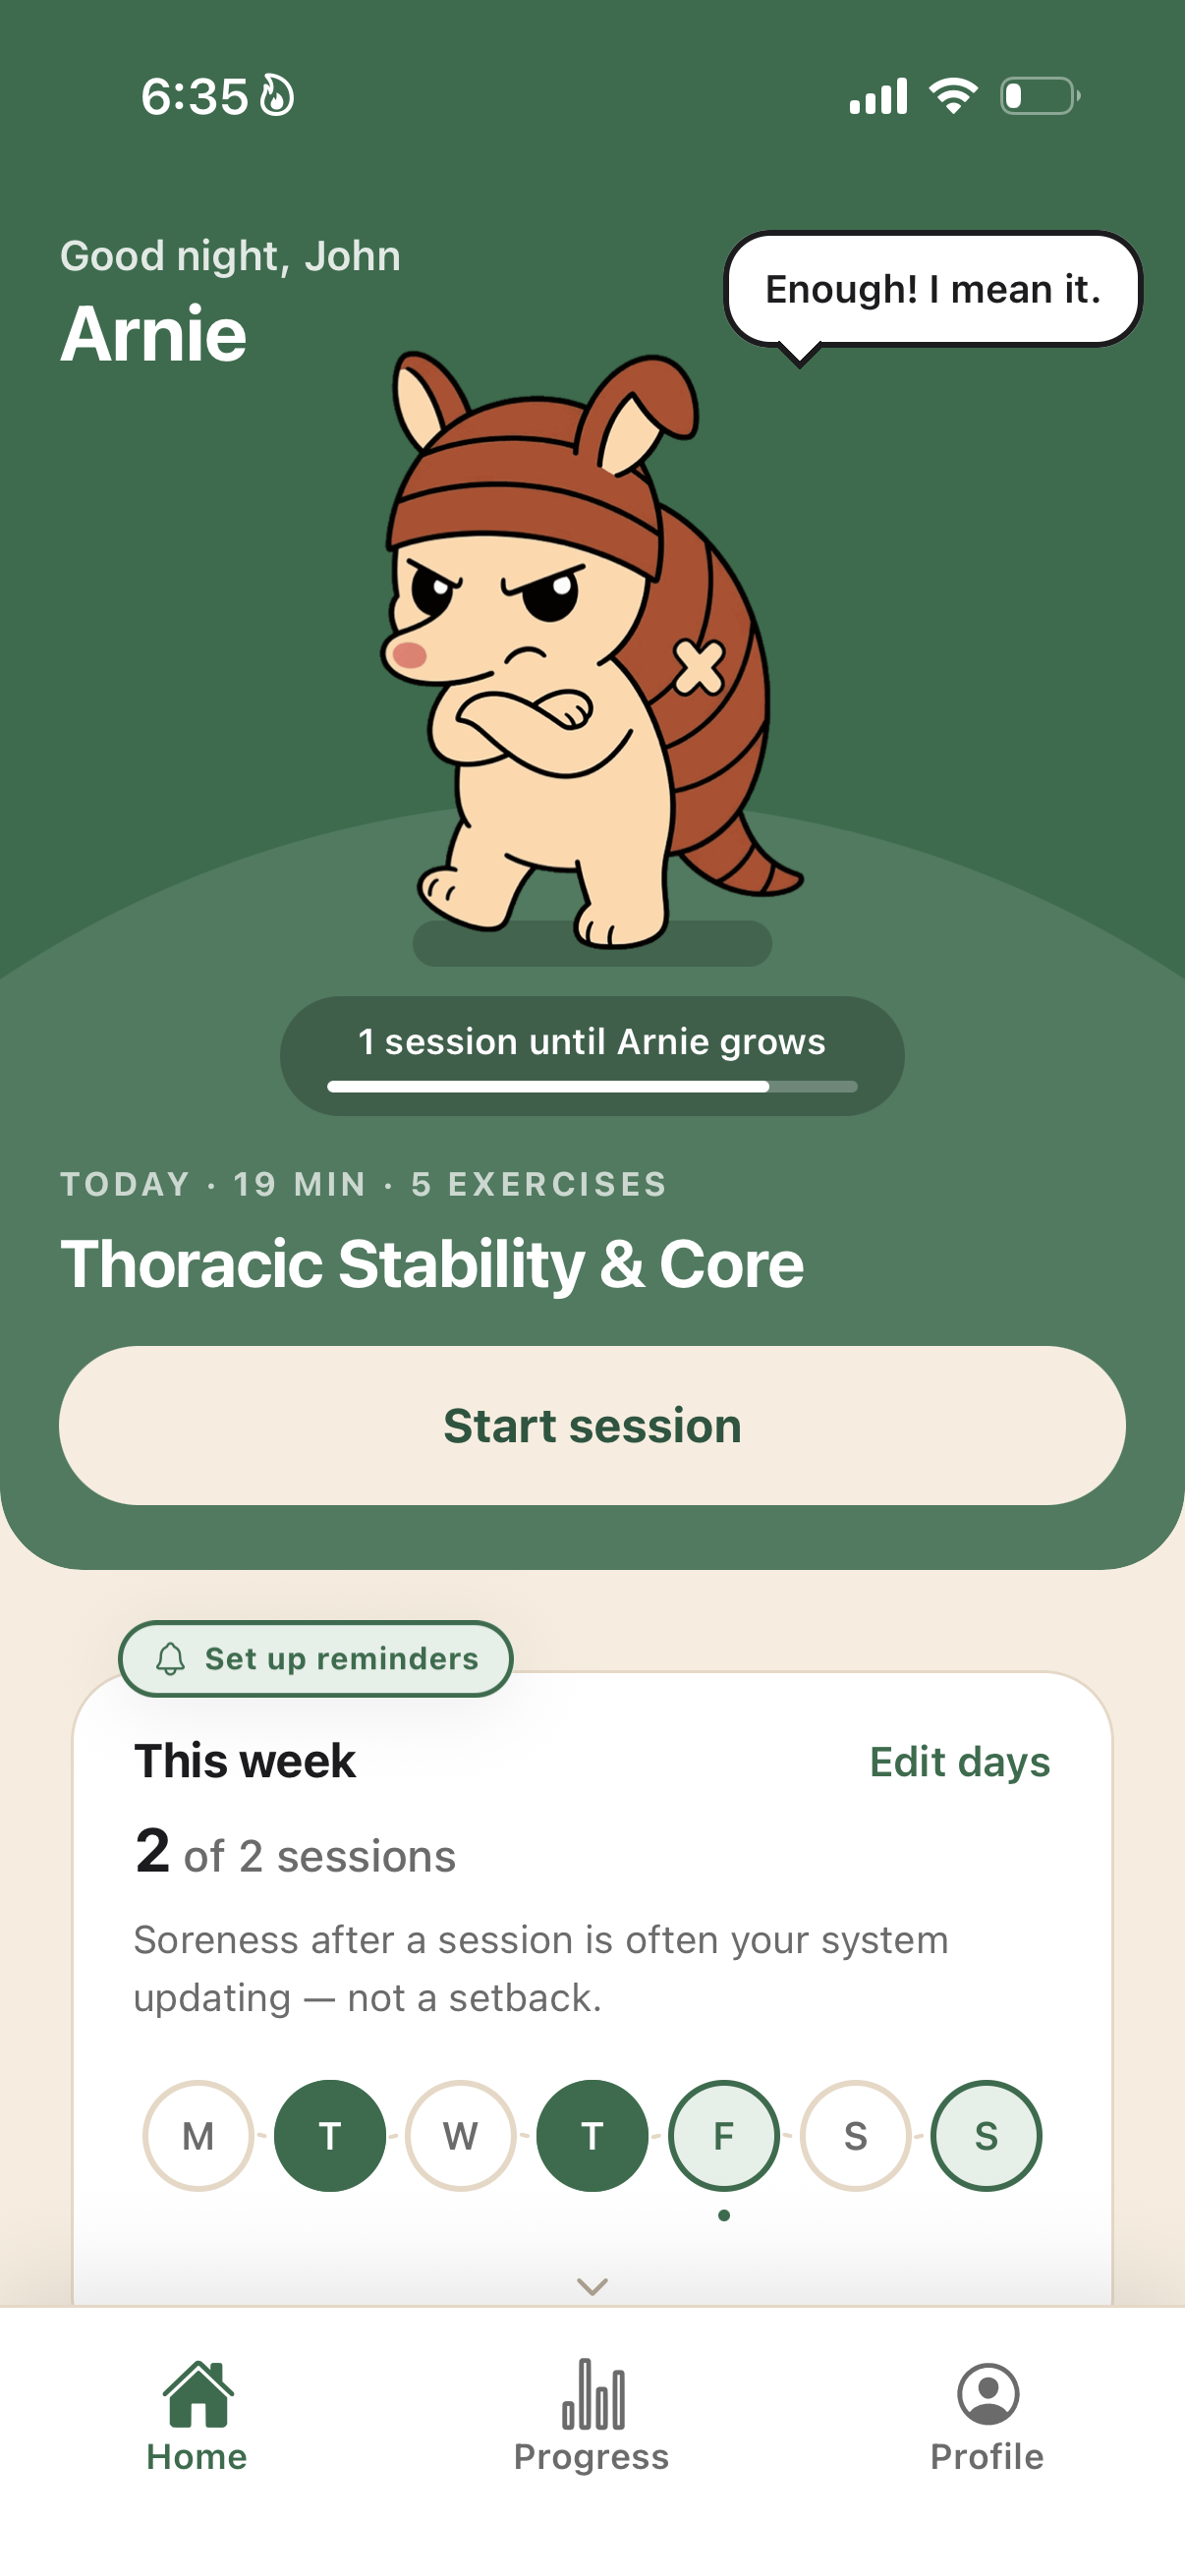 6:35
Good night, John
Arnie
Enough! I mean it.
1 session until Arnie grows
TODAY · 19 MIN · 5 EXERCISES
Thoracic Stability & Core
Start session
Set up reminders
This week
Edit days
2 of 2 sessions
Soreness after a session is often your system
updating — not a setback.
M T W T F S S
Home Progress Profile